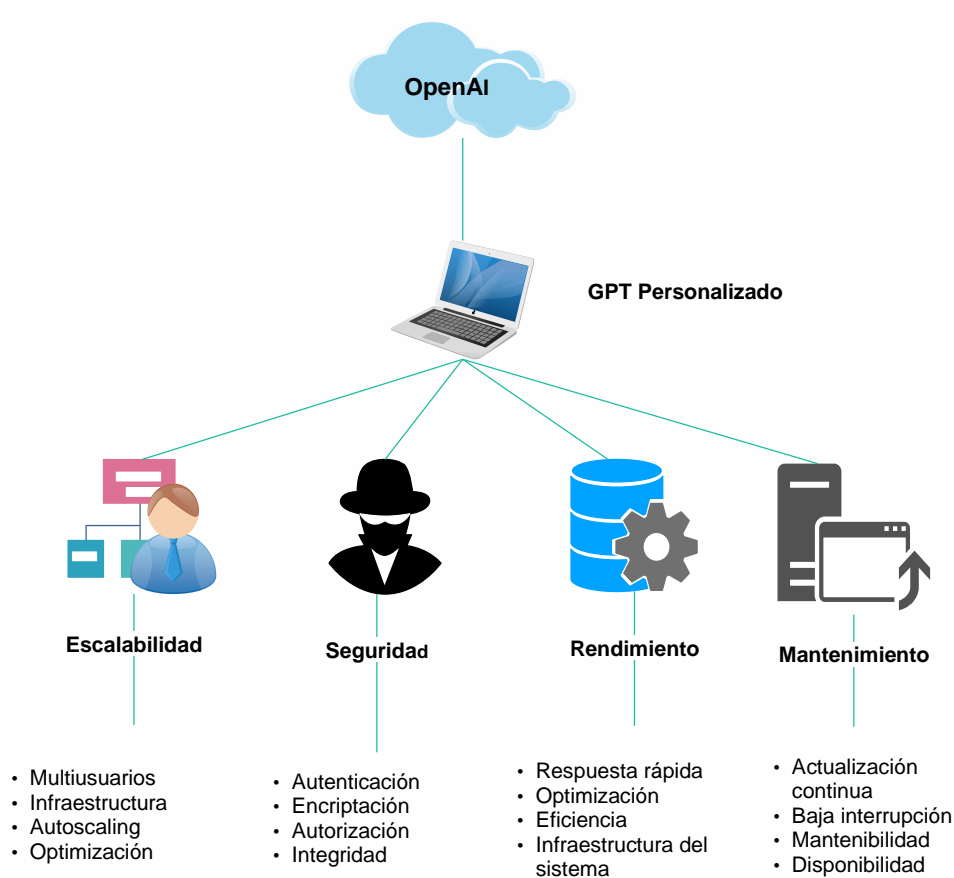 OpenAI
GPT Personalizado
Escalabilidad
Seguridad
Rendimiento
Mantenimiento
• Multiusuarios
• Infraestructura
• Autoscaling
• Optimización
• Autenticación
• Encriptación
• Autorización
• Integridad
• Respuesta rápida
• Optimización
• Eficiencia
• Infraestructura del
sistema
• Actualización
continua
• Baja interrupción
• Mantenibilidad
• Disponibilidad